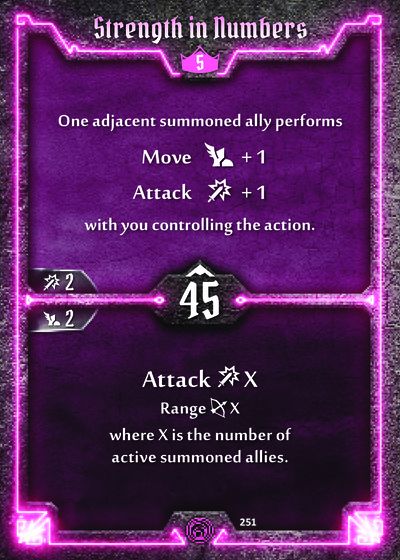 Strength in Numbers
5
One adjacent summoned ally performs
Move + 1
Attack + 1
with you controlling the action.
2
45
2
Attack X
Range X
where X is the number of
active summoned allies.
251